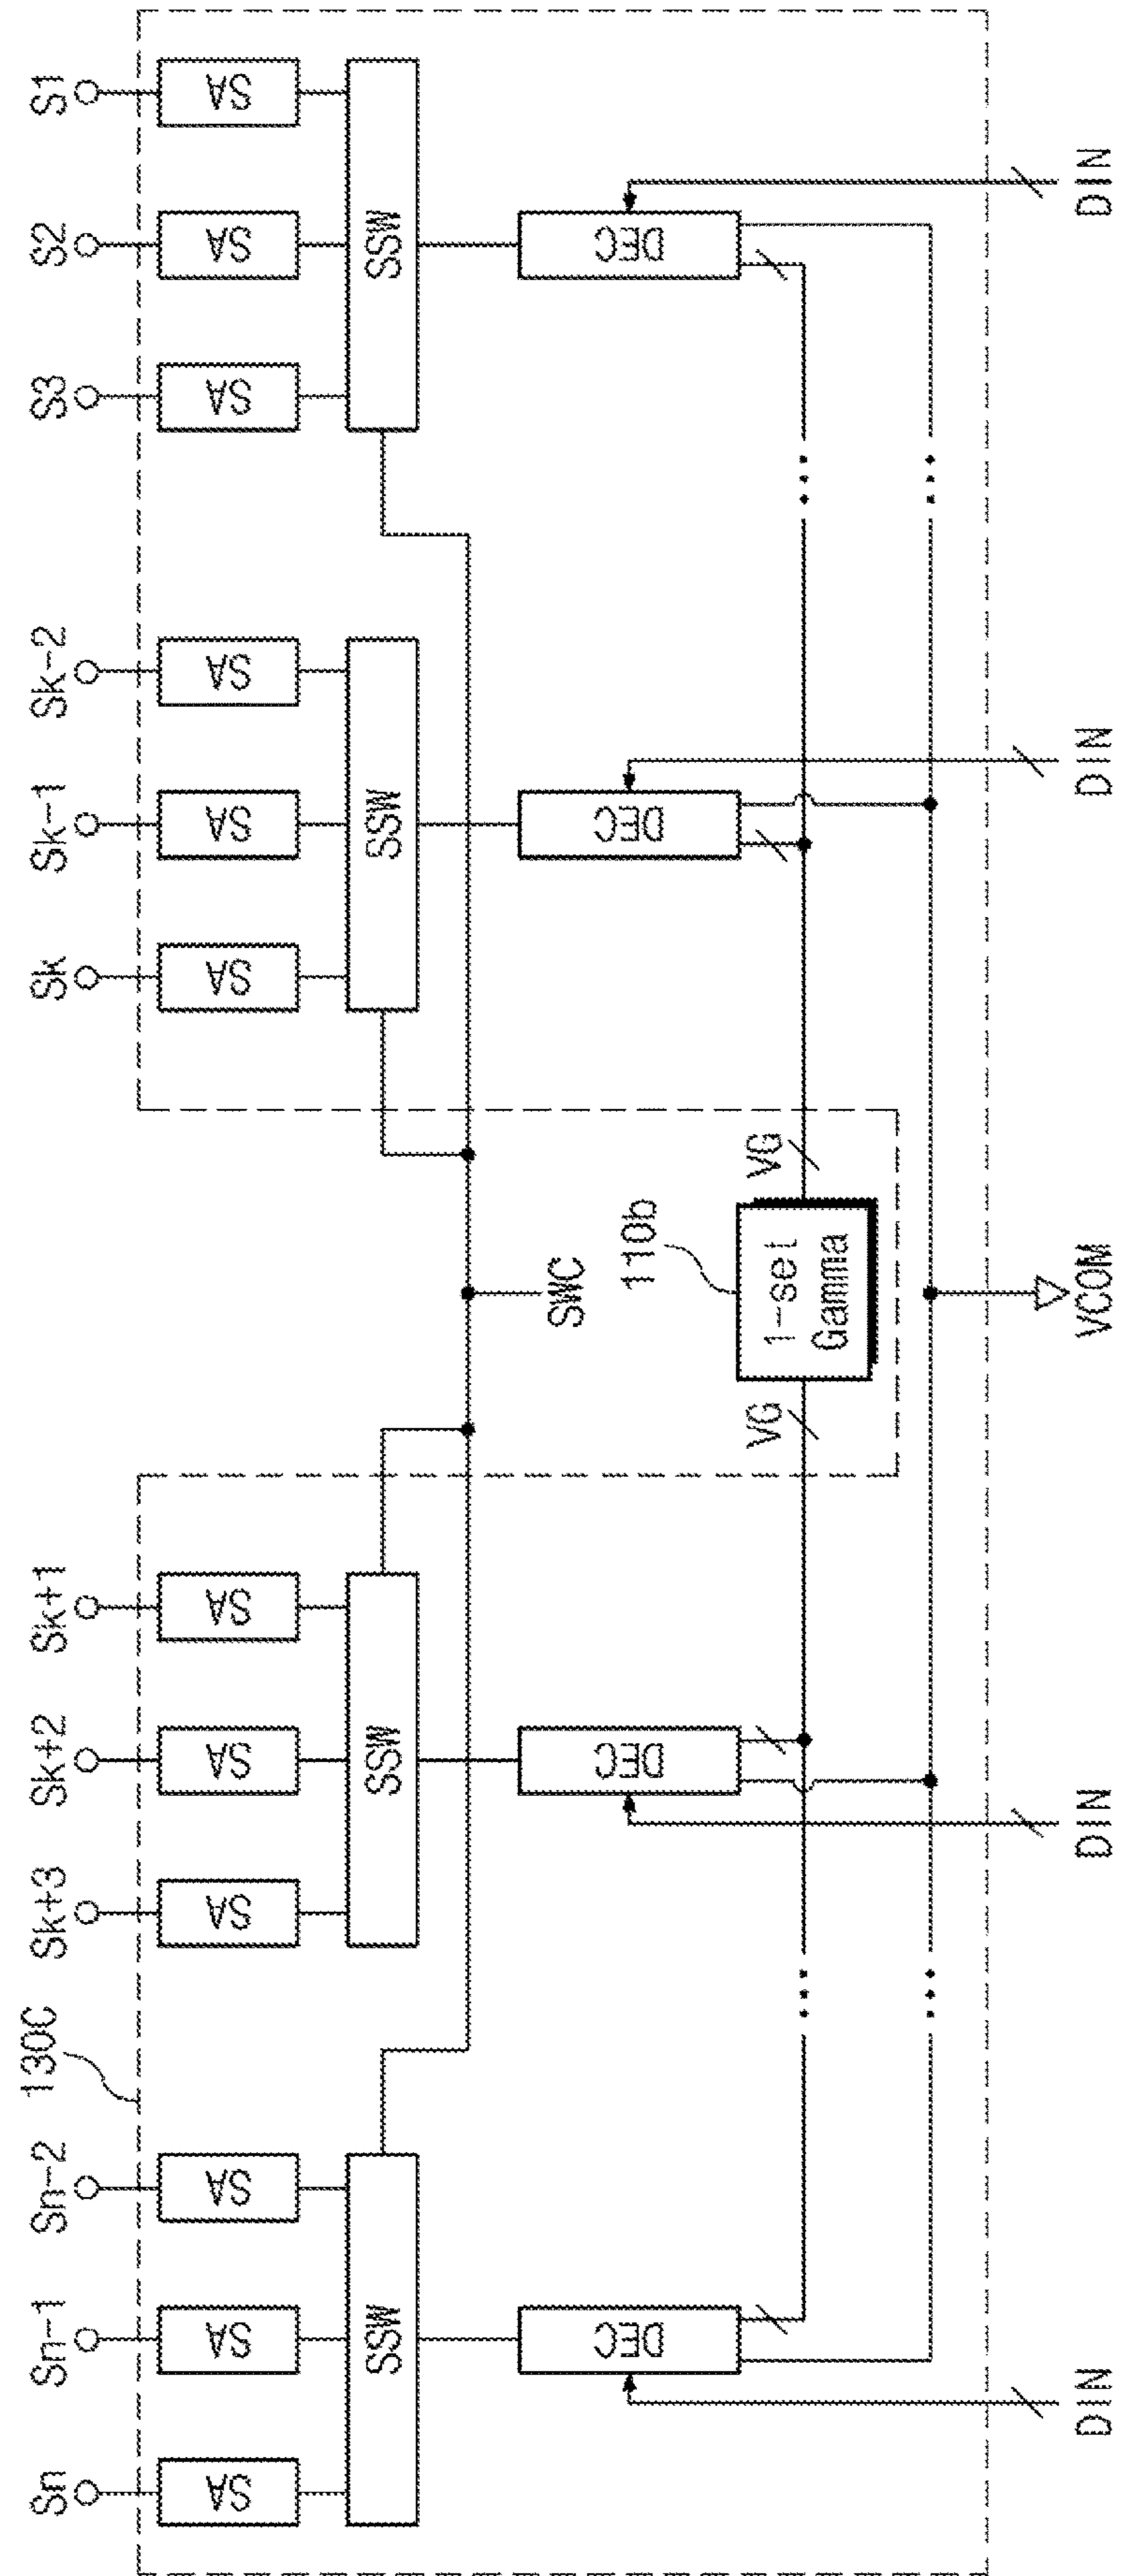 130C
Sn
Sn-1
Sn-2
Sk+3
Sk+2
Sk+1
Sk
Sk-1
Sk-2
S3
S2
S1
SA
SA
SA
SA
SA
SA
SA
SA
SA
SA
SA
SA
SSW
SSW
SSW
SSW
SWC
DEC
DEC
DEC
DEC
110b
VG
1-set
Gamma
VG
DIN
DIN
VCOM
DIN
DIN